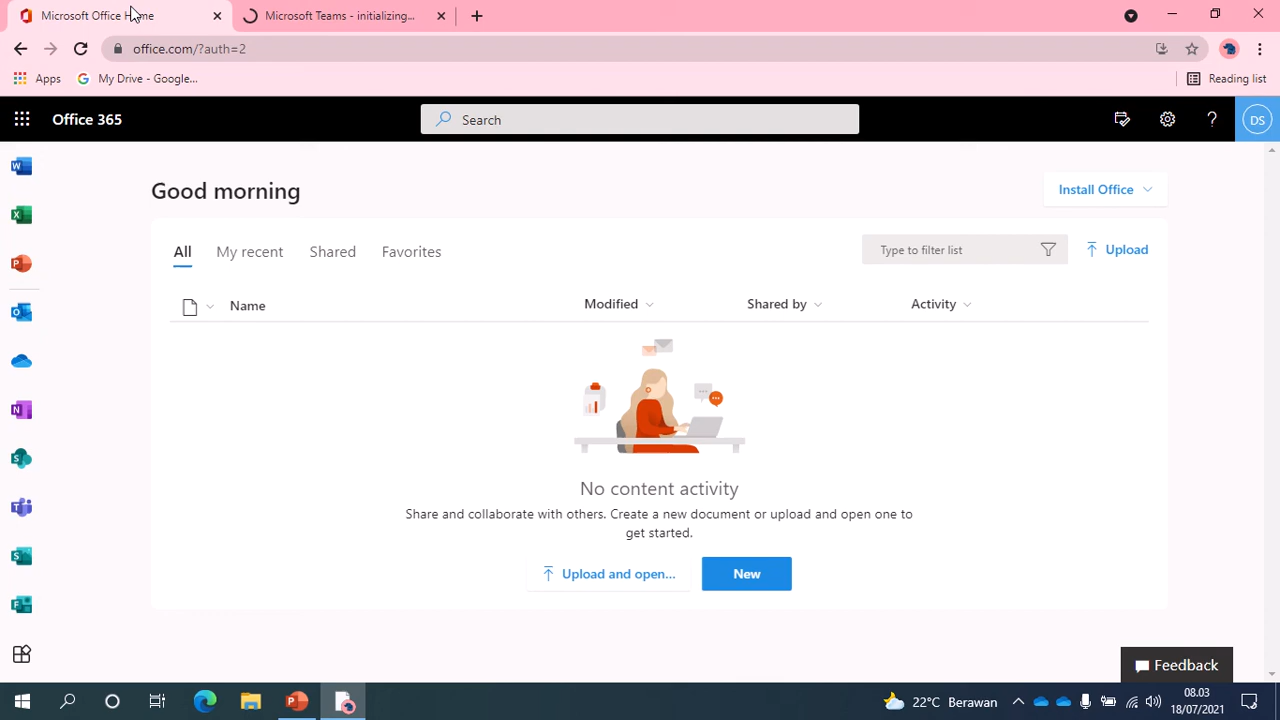 Microsoft Office Home
Microsoft Teams - initializing...
office.com/?auth=2
Apps
My Drive - Google...
Reading list
Office 365
Search
DS
Good morning
Install Office
All
My recent
Shared
Favorites
Type to filter list
Upload
Name
Modified
Shared by
Activity
No content activity
Share and collaborate with others. Create a new document or upload and open one to
get started.
Upload and open...
New
Feedback
22°C Berawan
08.03
18/07/2021